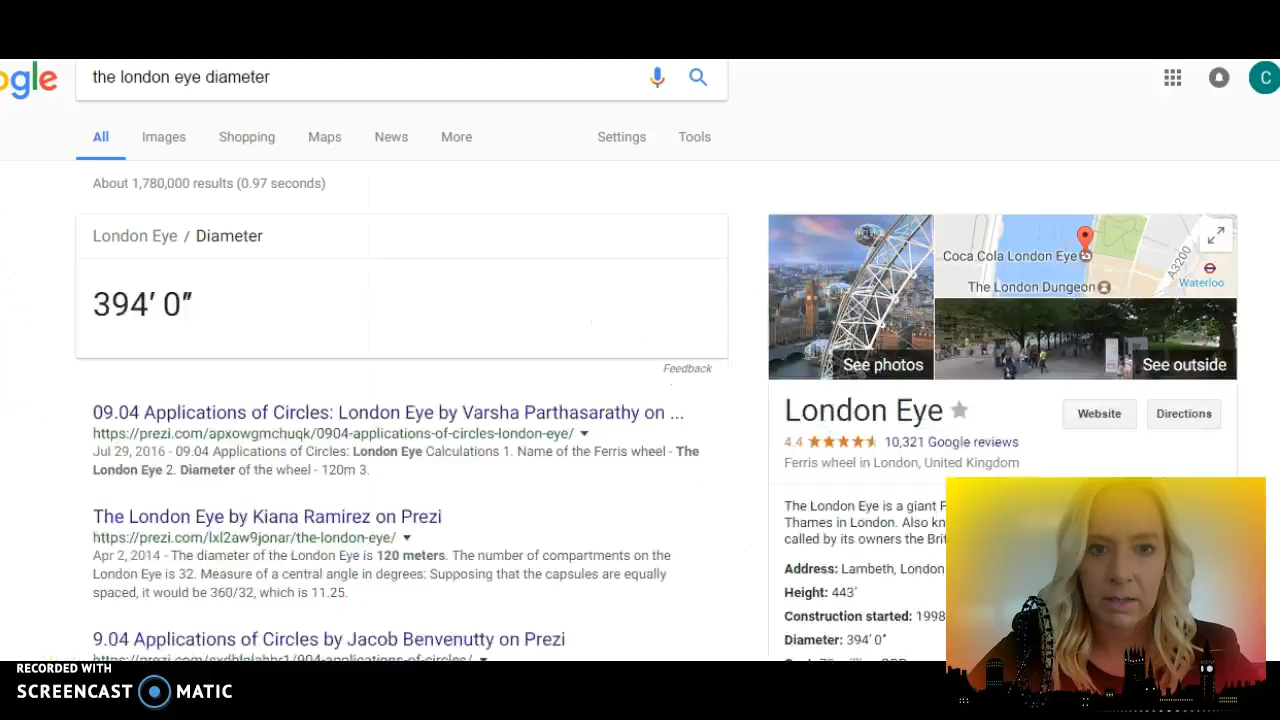 ogle
the london eye diameter
C
All Images Shopping Maps News More Settings Tools
About 1,780,000 results (0.97 seconds)
London Eye / Diameter
394′ 0″
Feedback
09.04 Applications of Circles: London Eye by Varsha Parthasarathy on ...
https://prezi.com/apxowgmchuqk/0904-applications-of-circles-london-eye/
Jul 29, 2016 - 09.04 Applications of Circles: London Eye Calculations 1. Name of the Ferris wheel - The
London Eye 2. Diameter of the wheel - 120m 3.
The London Eye by Kiana Ramirez on Prezi
https://prezi.com/lxl2aw9jonar/the-london-eye/
Apr 2, 2014 - The diameter of the London Eye is 120 meters. The number of compartments on the
London Eye is 32. Measure of a central angle in degrees: Supposing that the capsules are equally
spaced, it would be 360/32, which is 11.25.
9.04 Applications of Circles by Jacob Benvenutty on Prezi
Coca Cola London Eye
A3200
The London Dungeon
Waterloo
See photos
See outside
London Eye
Website
Directions
4.4 10,321 Google reviews
Ferris wheel in London, United Kingdom
The London Eye is a giant F
Thames in London. Also kn
called by its owners the Brit
Address: Lambeth, London
Height: 443′
Construction started: 1998
Diameter: 394′ 0″
RECORDED WITH
SCREENCAST MATIC